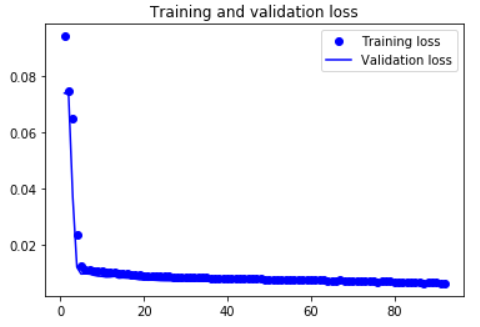 Training and validation loss
Training loss
Validation loss
0.08
0.06
0.04
0.02
0 20 40 60 80